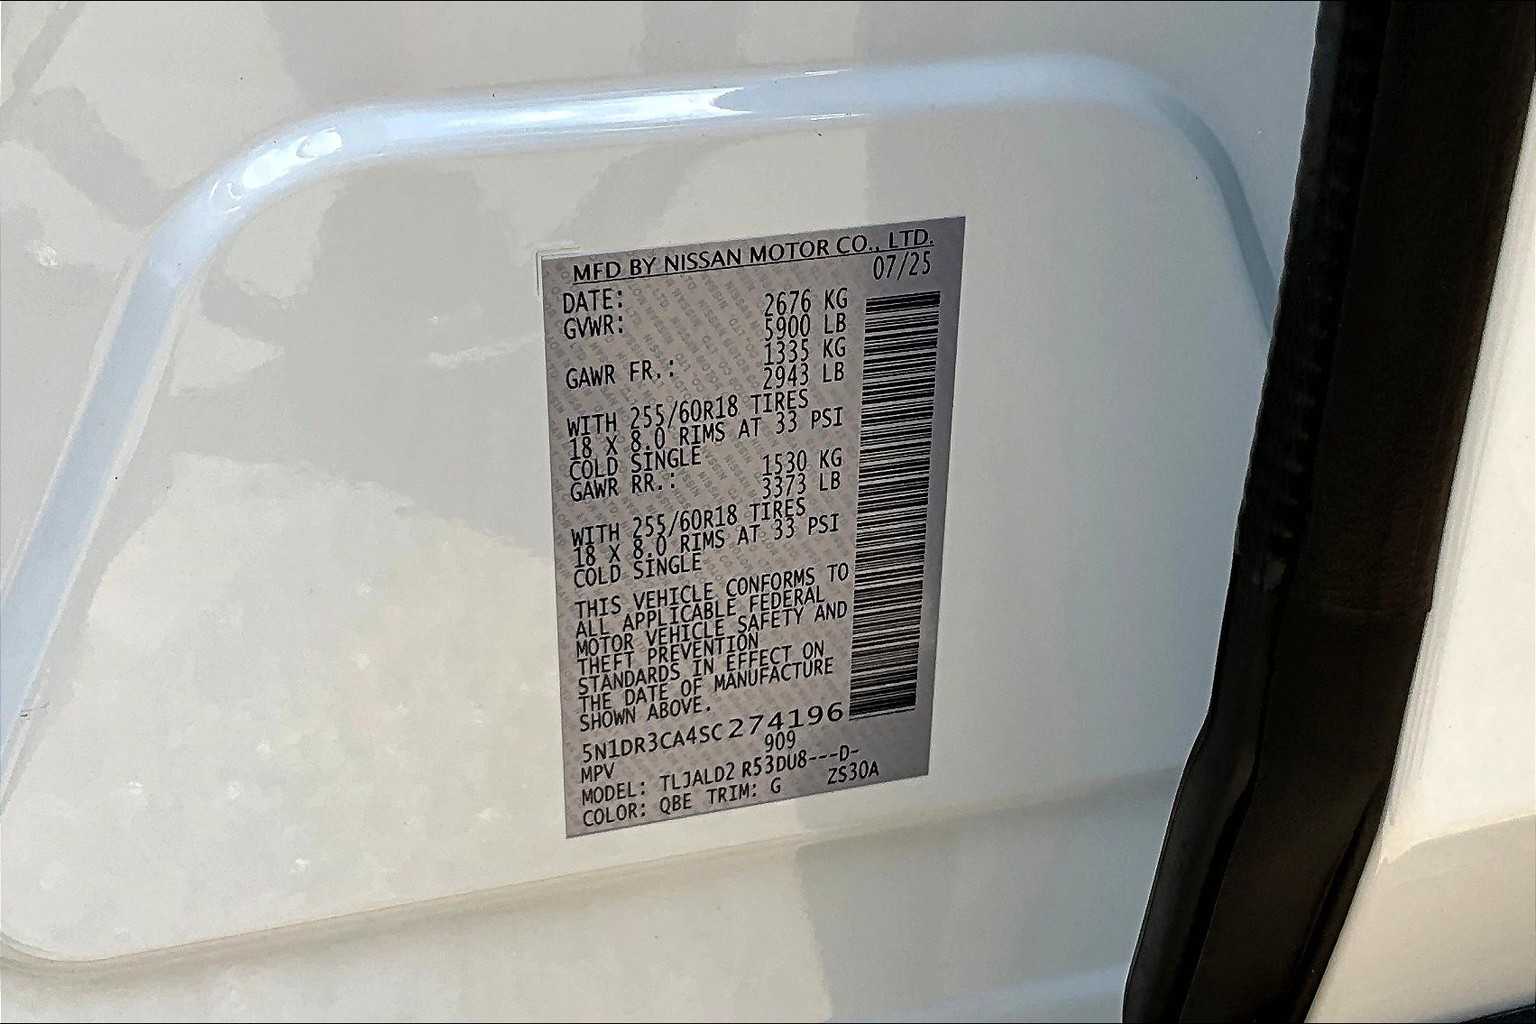 MFD BY NISSAN MOTOR CO., LTD.
DATE: 07/25
GVWR: 2676 KG
5900 LB
GAWR FR.: 1335 KG
2943 LB
WITH 255/60R18 TIRES
18 X 8.0 RIMS AT 33 PSI
COLD SINGLE
GAWR RR.: 1530 KG
3373 LB
WITH 255/60R18 TIRES
18 X 8.0 RIMS AT 33 PSI
COLD SINGLE
THIS VEHICLE CONFORMS TO
ALL APPLICABLE FEDERAL
MOTOR VEHICLE SAFETY AND
THEFT PREVENTION
STANDARDS IN EFFECT ON
THE DATE OF MANUFACTURE
SHOWN ABOVE.
5N1DR3CA4SC274196
MPV 909
MODEL: TLJALD2 R53DU8---D-
COLOR: QBE TRIM: G ZS30A